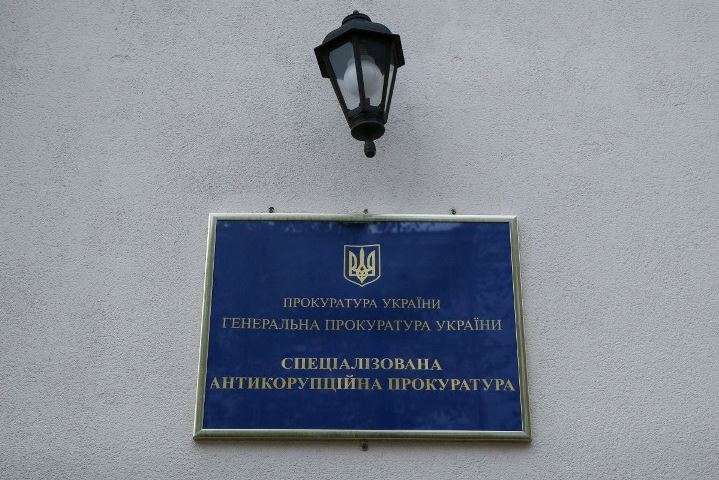 ПРОКУРАТУРА УКРАЇНИ
ГЕНЕРАЛЬНА ПРОКУРАТУРА УКРАЇНИ
СПЕЦІАЛІЗОВАНА
АНТИКОРУПЦІЙНА ПРОКУРАТУРА